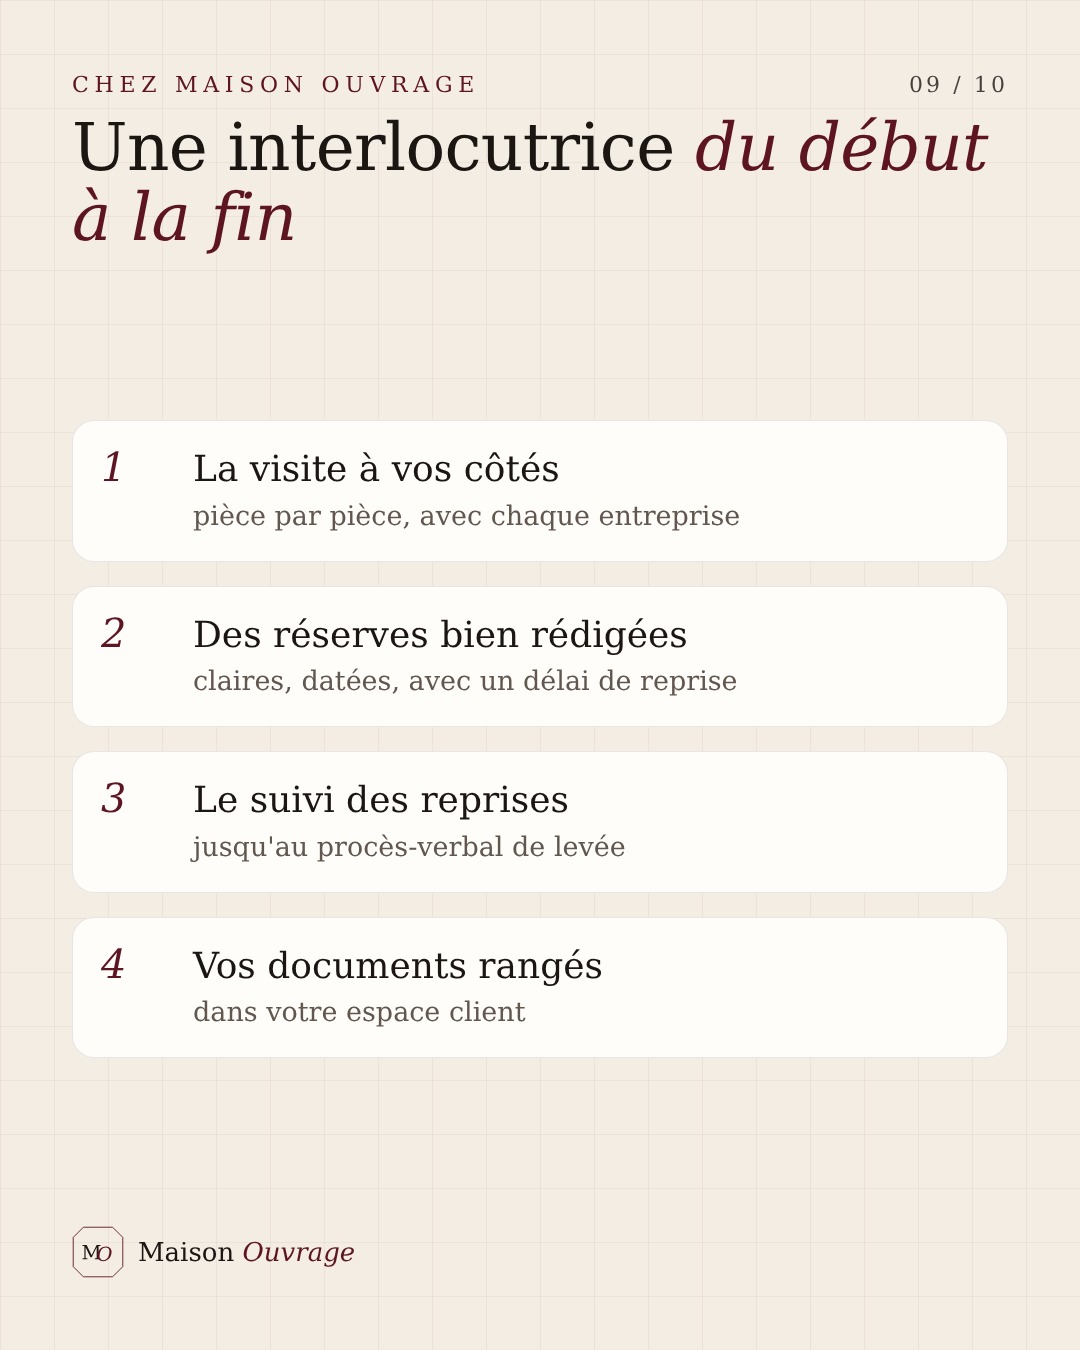 CHEZ MAISON OUVRAGE
09 / 10
Une interlocutrice du début
à la fin
1
La visite à vos côtés
pièce par pièce, avec chaque entreprise
2
Des réserves bien rédigées
claires, datées, avec un délai de reprise
3
Le suivi des reprises
jusqu'au procès-verbal de levée
4
Vos documents rangés
dans votre espace client
MO
Maison Ouvrage